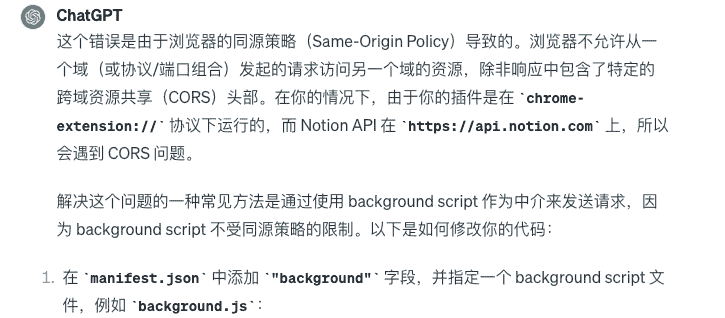 ChatGPT
这个错误是由于浏览器的同源策略（Same-Origin Policy）导致的。浏览器不允许从一
个域（或协议/端口组合）发起的请求访问另一个域的资源，除非响应中包含了特定的
跨域资源共享（CORS）头部。在你的情况下，由于你的插件是在 `chrome-
extension://` 协议下运行的，而 Notion API 在 `https://api.notion.com` 上，所以
会遇到 CORS 问题。
解决这个问题的一种常见方法是通过使用 background script 作为中介来发送请求，因
为 background script 不受同源策略的限制。以下是如何修改你的代码：
1. 在 `manifest.json` 中添加 `"background"` 字段，并指定一个 background script 文
件，例如 `background.js`：